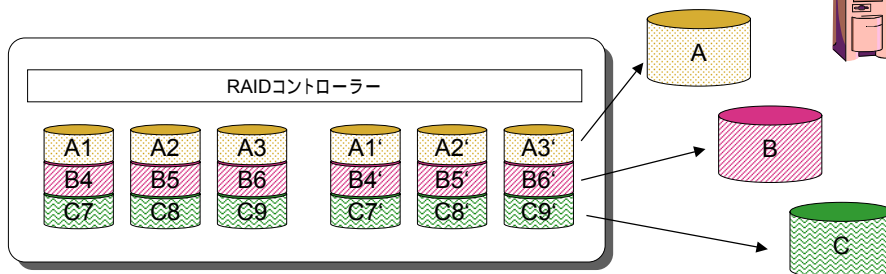 A
RAIDコントローラー
A1 A2 A3 A1‘ A2‘ A3‘
B4 B5 B6 B4‘ B5‘ B6‘
B
C7 C8 C9 C7‘ C8‘ C9‘
C